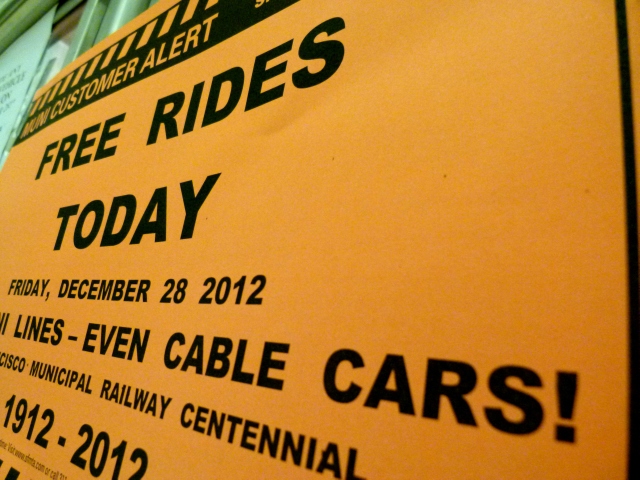 MUNI CUSTOMER ALERT
FREE RIDES
TODAY
FRIDAY, DECEMBER 28 2012
NI LINES - EVEN CABLE CARS!
CISCO MUNICIPAL RAILWAY CENTENNIAL
1912 - 2012